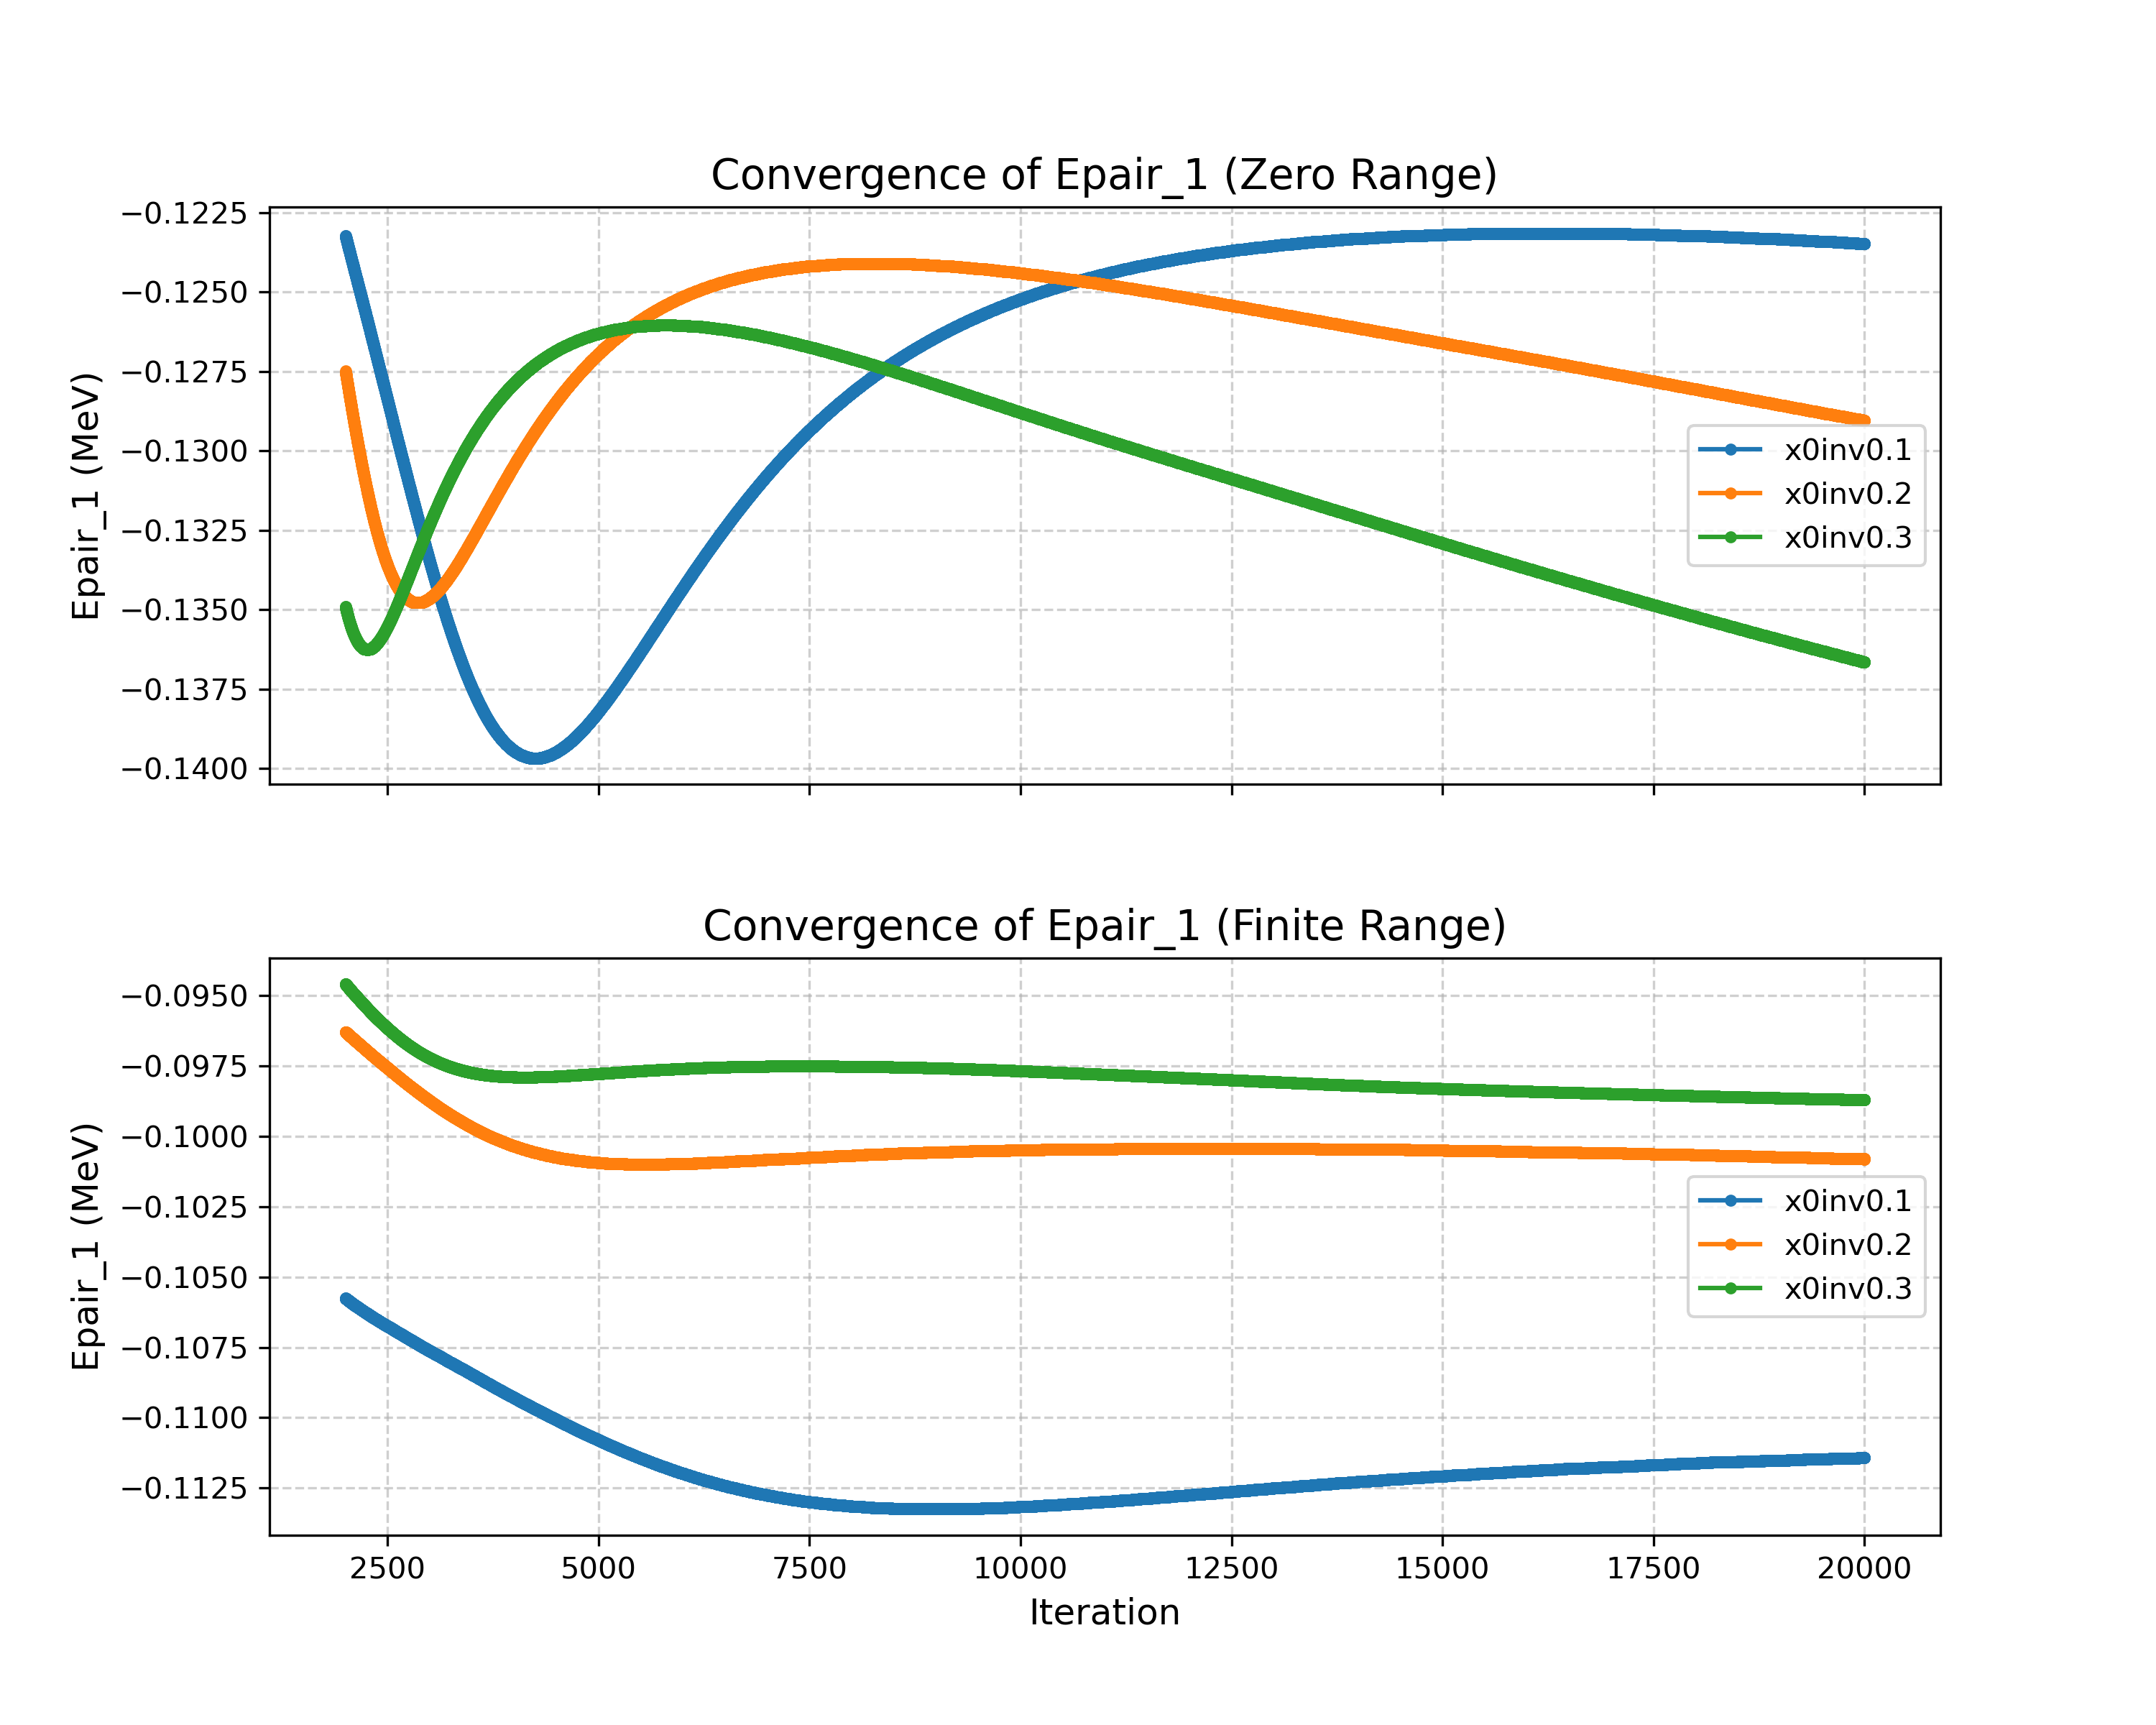 Convergence of Epair_1 (Zero Range)
Epair_1 (MeV)
−0.1225
−0.1250
−0.1275
−0.1300
−0.1325
−0.1350
−0.1375
−0.1400
x0inv0.1
x0inv0.2
x0inv0.3
Convergence of Epair_1 (Finite Range)
Epair_1 (MeV)
−0.0950
−0.0975
−0.1000
−0.1025
−0.1050
−0.1075
−0.1100
−0.1125
x0inv0.1
x0inv0.2
x0inv0.3
2500 5000 7500 10000 12500 15000 17500 20000
Iteration